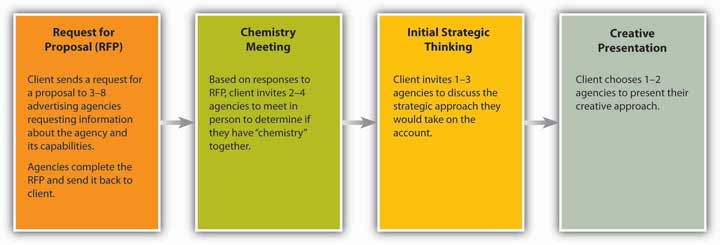 Request for
Proposal (RFP)
Client sends a request for
a proposal to 3–8
advertising agencies
requesting information
about the agency and
its capabilities.
Agencies complete the
RFP and send it back to
client.
Chemistry
Meeting
Based on responses to
RFP, client invites 2–4
agencies to meet in
person to determine if
they have “chemistry”
together.
Initial Strategic
Thinking
Client invites 1–3
agencies to discuss the
strategic approach they
would take on the
account.
Creative
Presentation
Client chooses 1–2
agencies to present their
creative approach.